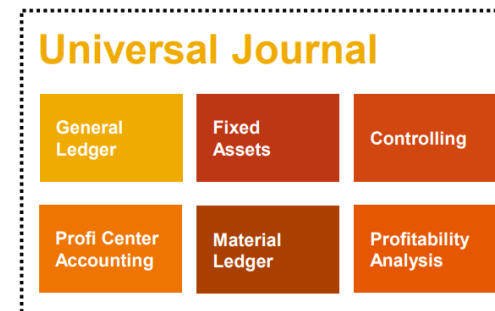 Universal Journal
General
Ledger
Fixed
Assets
Controlling
Profi Center
Accounting
Material
Ledger
Profitability
Analysis